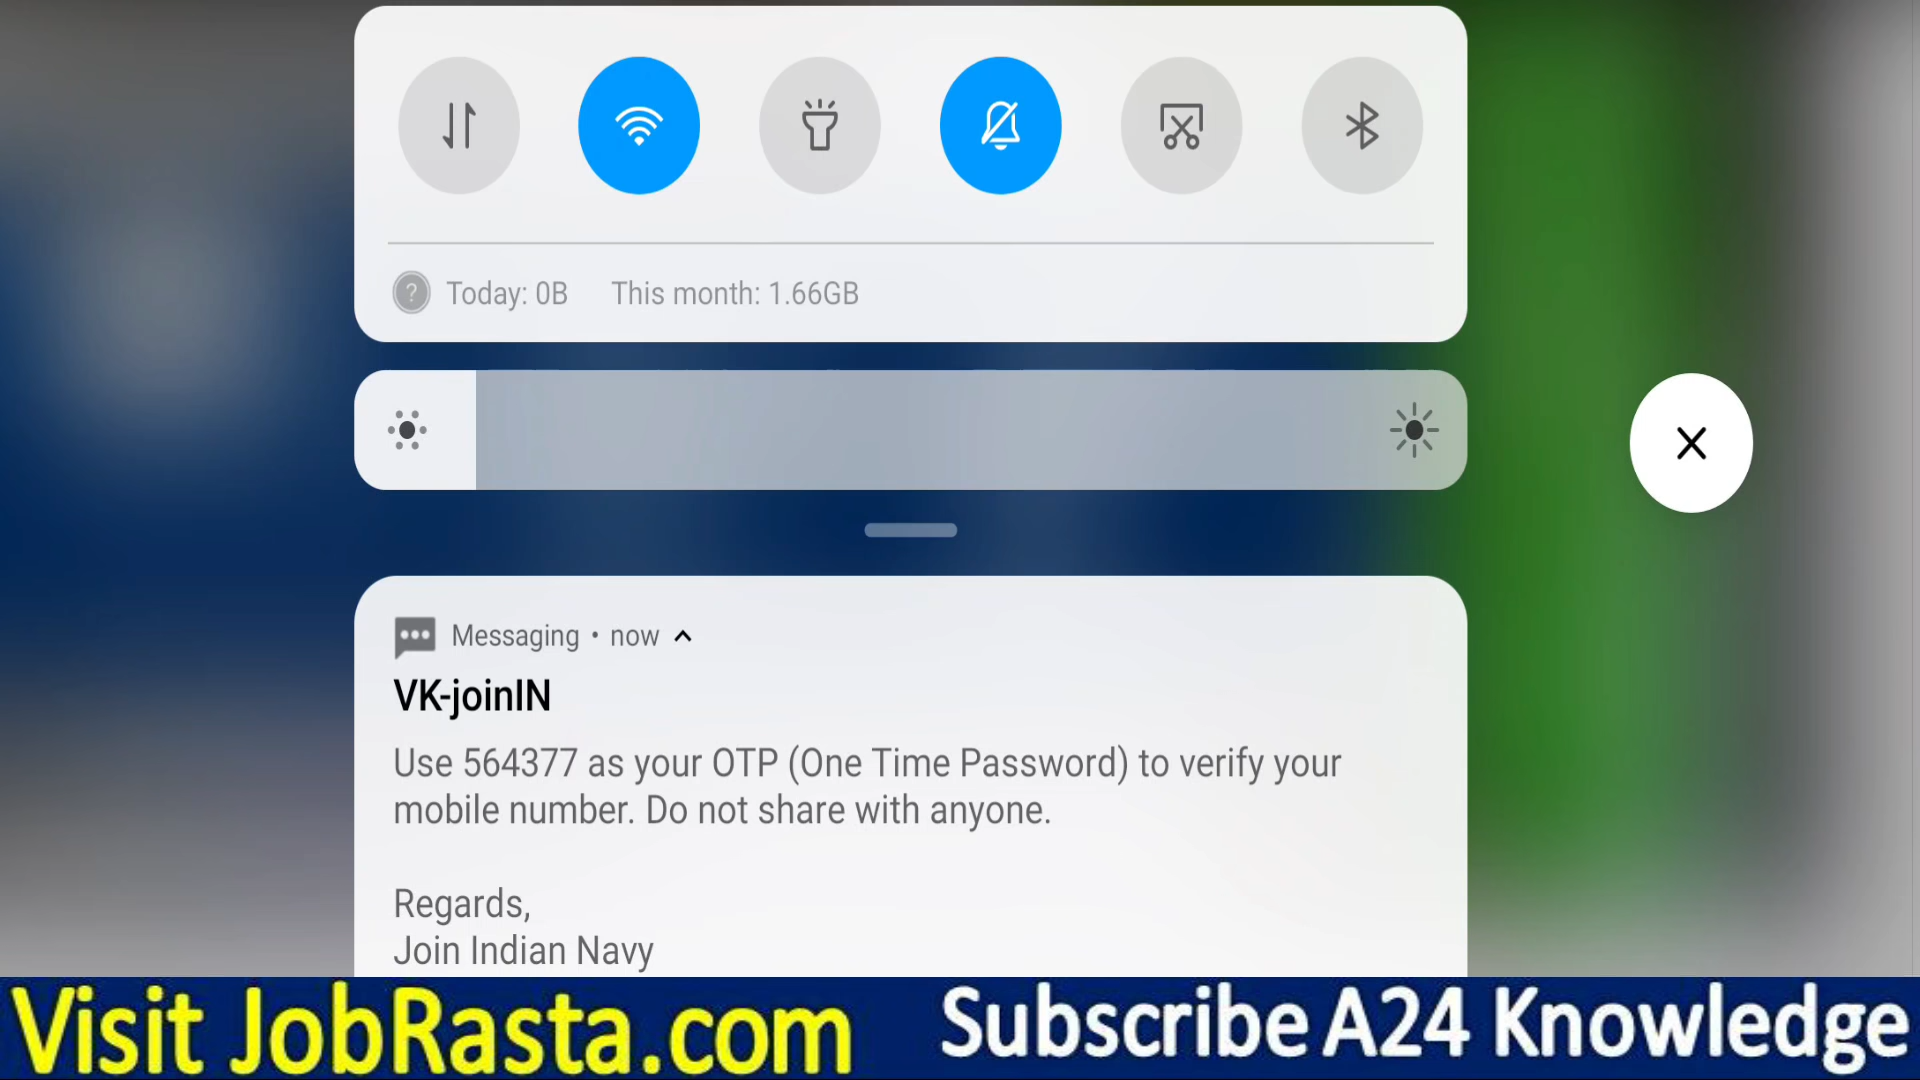 Today: 0B This month: 1.66GB
Messaging • now
VK-joinIN
Use 564377 as your OTP (One Time Password) to verify your
mobile number. Do not share with anyone.
Regards,
Join Indian Navy
Visit JobRasta.com Subscribe A24 Knowledge